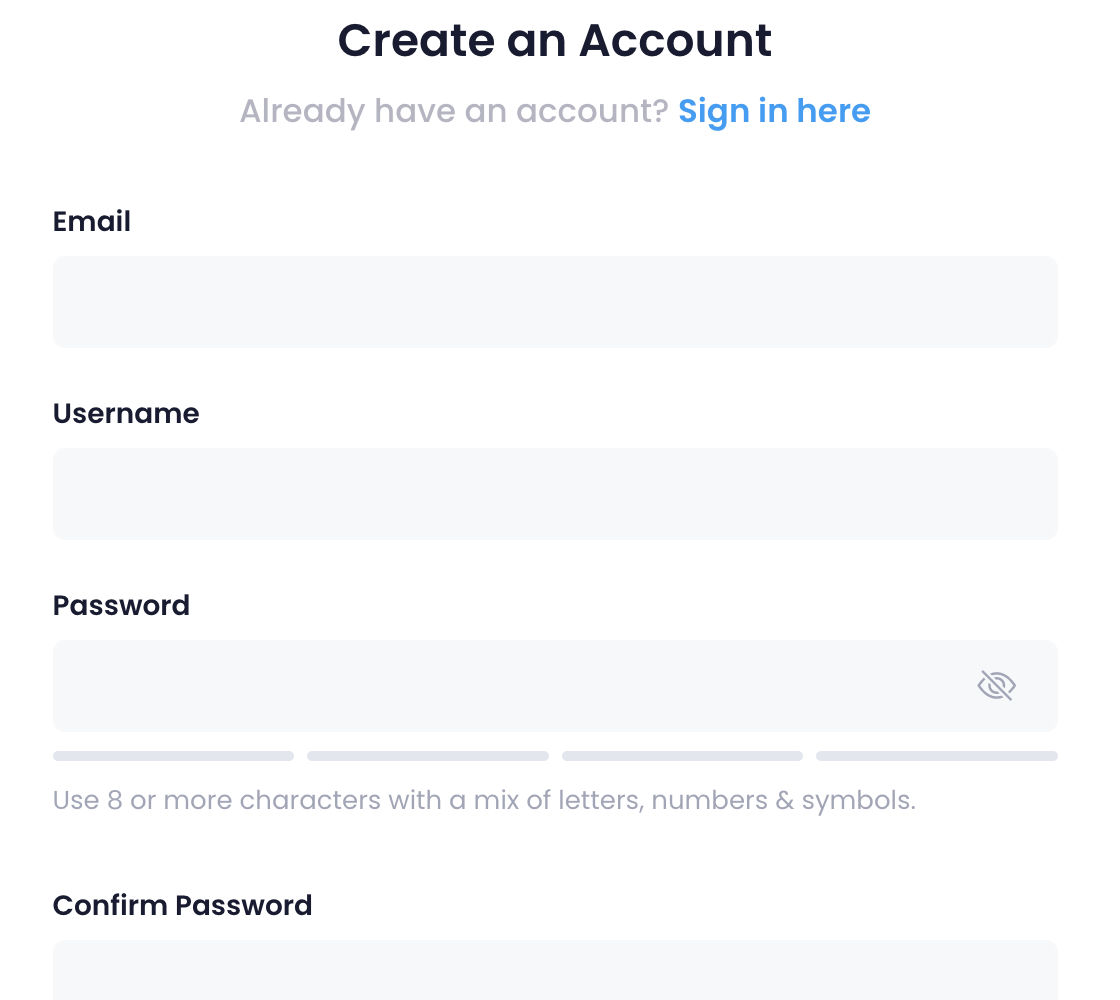 Create an Account
Already have an account? Sign in here
Email
Username
Password
Use 8 or more characters with a mix of letters, numbers & symbols.
Confirm Password